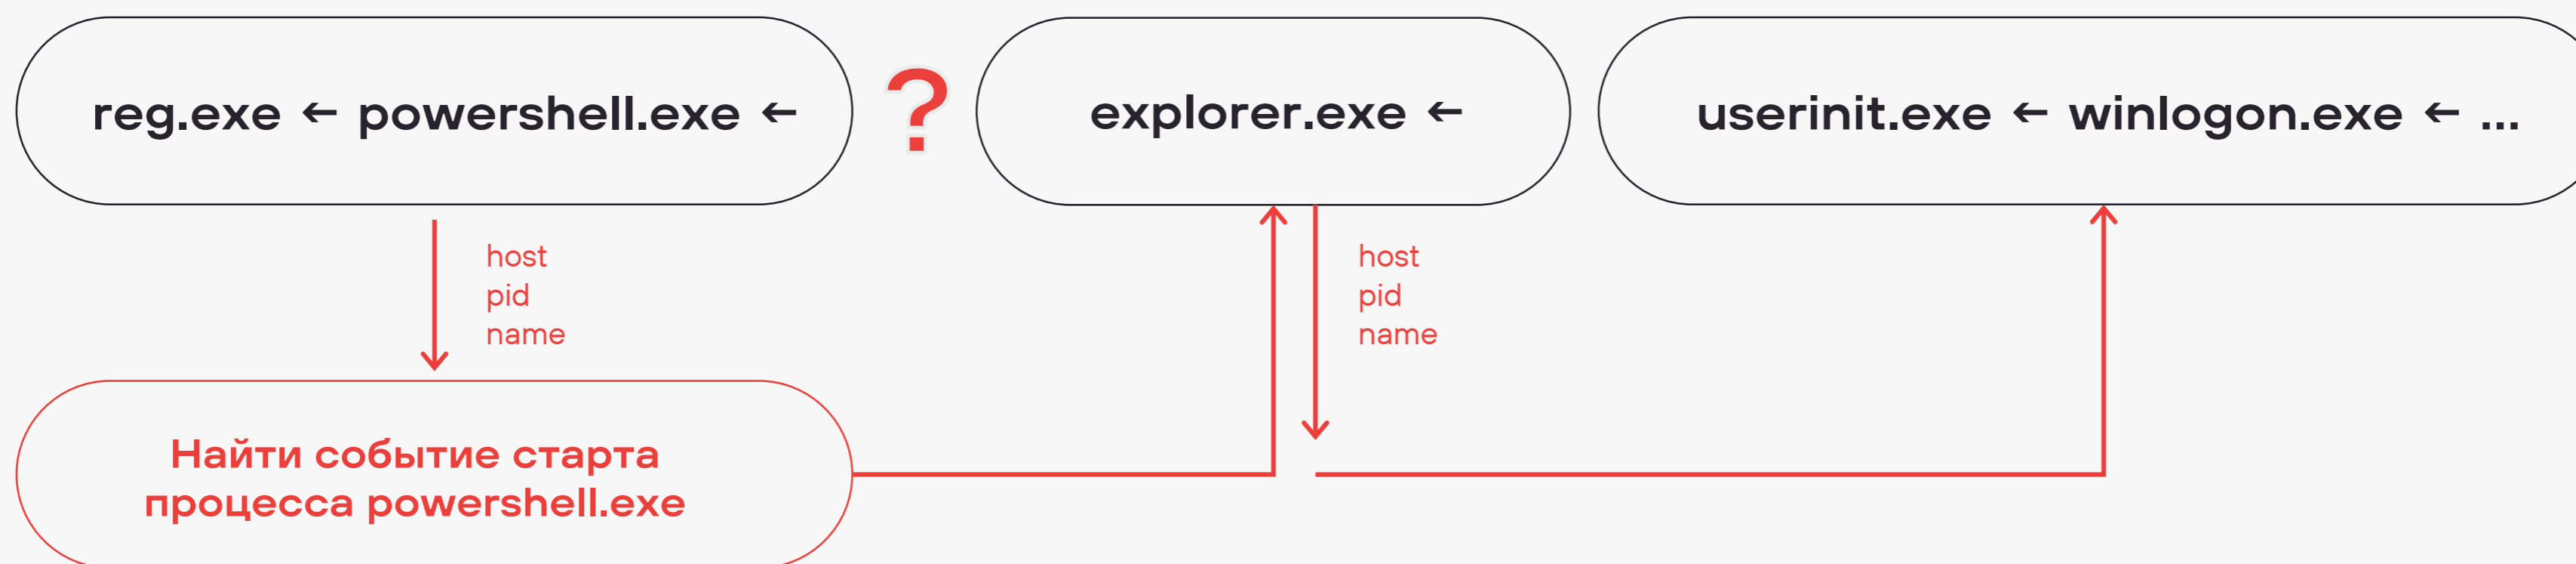 reg.exe ← powershell.exe ←
?
explorer.exe ←
userinit.exe ← winlogon.exe ← ...
host
pid
name
host
pid
name
Найти событие старта
процесса powershell.exe